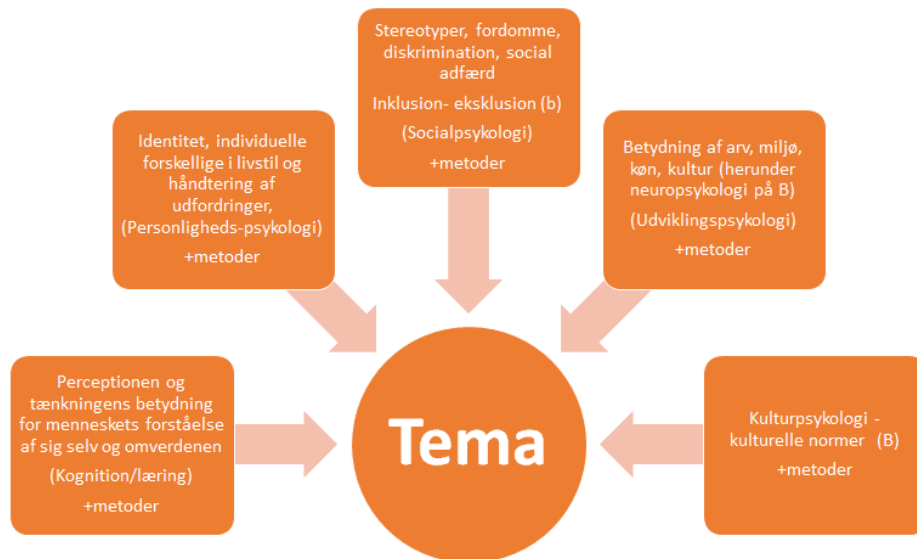 Stereotyper, fordomme,
diskrimination, social
adfærd
Inklusion- eksklusion (b)
(Socialpsykologi)
+metoder
Identitet, individuelle
forskellige i livstil og
håndtering af
udfordringer,
(Personligheds-psykologi)
+metoder
Betydning af arv, miljø,
køn, kultur (herunder
neuropsykologi på B)
(Udviklingspsykologi)
+metoder
Perceptionen og
tænkningens betydning
for menneskets forståelse
af sig selv og omverdenen
(Kognition/læring)
+metoder
Tema
Kulturpsykologi -
kulturelle normer (B)
+metoder